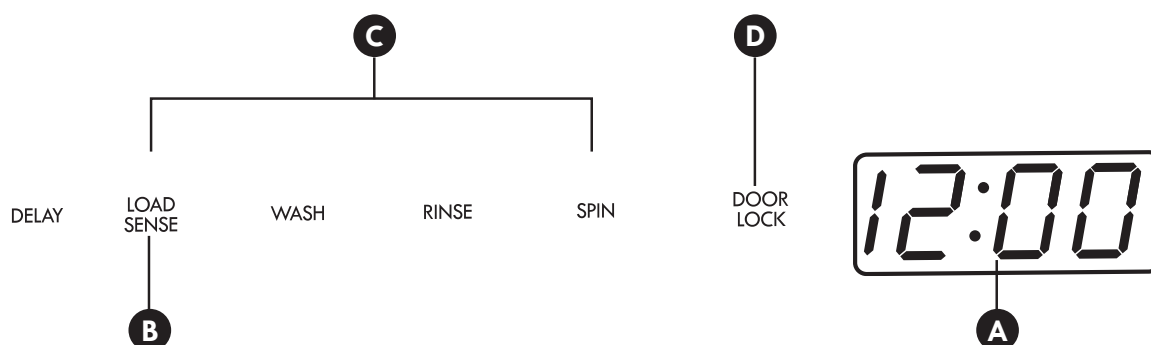 C
D
DELAY
LOAD
SENSE
WASH
RINSE
SPIN
DOOR
LOCK
12:00
B
A